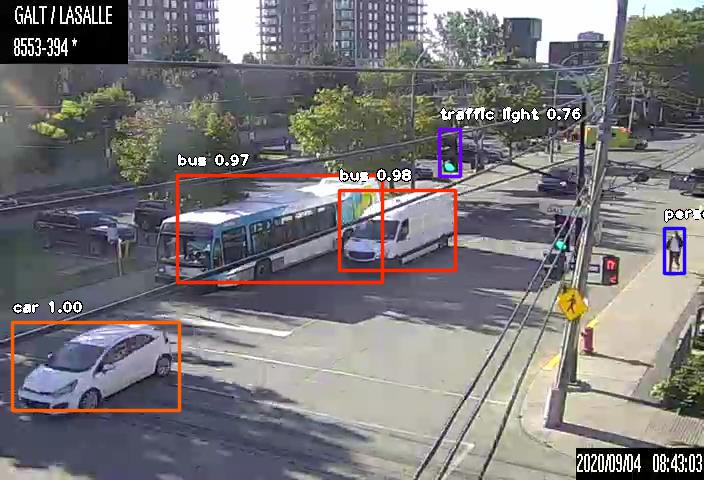 GALT / LASALLE
8553-394 *
traffic light 0.76
bus 0.97
bus 0.98
pers
car 1.00
2020/09/04 08:43:03